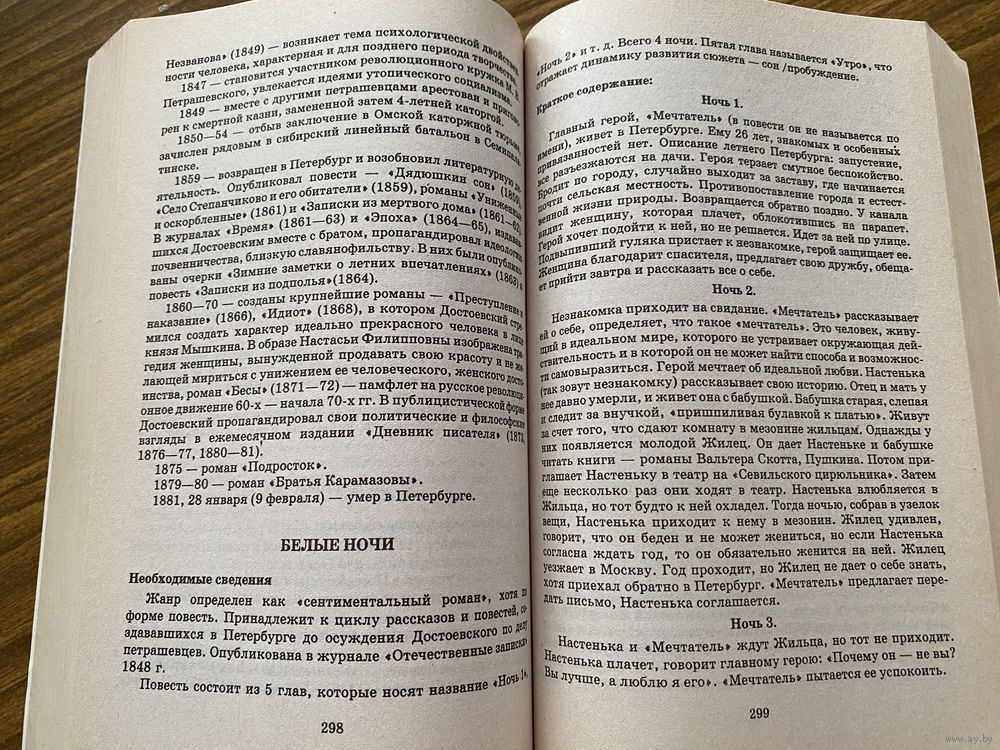 Незванова» (1849) — возникает тема психологической двойствен-
ности человека, характерная и для позднего периода творчества.
1847 — становится участником революционного кружка М. В.
Петрашевского, увлекается идеями утопического социализма.
1849 — вместе с другими петрашевцами арестован и пригово-
рен к смертной казни, замененной затем 4-летней каторгой.
1850—54 — отбыв заключение в Омской каторжной тюрьме,
зачислен рядовым в сибирский линейный батальон в Семипала-
тинске.
1859 — возвращен в Петербург и возобновил литературную де-
ятельность. Опубликовал повести — «Дядюшкин сон» (1859),
«Село Степанчиково и его обитатели» (1859), романы «Униженные
и оскорбленные» (1861) и «Записки из мертвого дома» (1861—62).
В журналах «Время» (1861—63) и «Эпоха» (1864—65), издавав-
шихся Достоевским вместе с братом, пропагандировал идеологию
почвенничества, близкую славянофильству. В них были опублико-
ваны очерки «Зимние заметки о летних впечатлениях» (1863) и
повесть «Записки из подполья»(1864).
1860—70 — созданы крупнейшие романы — «Преступление и
наказание» (1866), «Идиот» (1868), в котором Достоевский стре-
мился создать характер идеально прекрасного человека в лице
князя Мышкина. В образе Настасьи Филипповны изображена тра-
гедия женщины, вынужденной продавать свою красоту и не же-
лающей мириться с унижением ее человеческого, женского досто-
инства, роман «Бесы» (1871—72) — памфлет на русское революци-
онное движение 60-х — начала 70-х гг. В публицистической форме
Достоевский пропагандировал свои политические и философские
взгляды в ежемесячном издании «Дневник писателя» (1873,
1876—77, 1880—81).
1875 — роман «Подросток».
1879—80 — роман «Братья Карамазовы».
1881, 28 января (9 февраля) — умер в Петербурге.
БЕЛЫЕ НОЧИ
Необходимые сведения
Жанр определен как «сентиментальный роман», хотя по
форме повесть. Принадлежит к циклу рассказов и повестей, со-
здававшихся в Петербурге до осуждения Достоевского по делу
петрашевцев. Опубликована в журнале «Отечественные записки»
1848 г.
Повесть состоит из 5 глав, которые носят название «Ночь 1»,
298
«Ночь 2» и т. д. Всего 4 ночи. Пятая глава называется «Утро», что
отражает динамику развития сюжета — сон /пробуждение.
Краткое содержание:
Ночь 1.
Главный герой, «Мечтатель» (в повести он не называется по
имени), живет в Петербурге. Ему 26 лет, знакомых и особенных
привязанностей нет. Описание летнего Петербурга: запустение,
все разъезжаются на дачи. Героя терзает смутное беспокойство.
Бродит по городу, случайно выходит за заставу, где начинается
почти сельская местность. Противопоставление города и естест-
венной жизни природы. Возвращается обратно поздно. У канала
видит женщину, которая плачет, облокотившись на парапет.
Герой хочет подойти к ней, но не решается. Идет за ней по улице.
Подвыпивший гуляка пристает к незнакомке, герой защищает ее.
Женщина благодарит спасителя, предлагает свою дружбу, обеща-
ет прийти завтра и рассказать все о себе.
Ночь 2.
Незнакомка приходит на свидание. «Мечтатель» рассказывает
ей о себе, определяет, что такое «мечтатель». Это человек, живу-
щий в идеальном мире, которого не устраивает окружающая дей-
ствительность и в которой он не может найти способа и возможнос-
ти самовыразиться. Герой мечтает об идеальной любви. Настенька
(так зовут незнакомку) рассказывает свою историю. Отец и мать у
нее давно умерли, и живет она с бабушкой. Бабушка старая, слепая
и следит за внучкой, «пришпиливая булавкой к платью». Живут
за счет того, что сдают комнату в мезонине жильцам. Однажды у
них появляется молодой Жилец. Он дает Настеньке и бабушке
читать книги — романы Вальтера Скотта, Пушкина. Потом при-
глашает Настеньку в театр на «Севильского цирюльника». Затем
еще несколько раз они ходят в театр. Настенька влюбляется в
Жильца, но тот будто к ней охладел. Тогда ночью, собрав в узелок
вещи, Настенька приходит к нему в мезонин. Жилец удивлен,
говорит, что он беден и не может жениться, но если Настенька
согласна ждать год, то он обязательно женится на ней. Жилец
уезжает в Москву. Год проходит, но Жилец не дает о себе знать,
хотя приехал обратно в Петербург. «Мечтатель» предлагает пере-
дать письмо, Настенька соглашается.
Ночь 3.
Настенька и «Мечтатель» ждут Жильца, но тот не приходит.
Настенька плачет, говорит главному герою: «Почему он — не вы?
Вы лучше, а люблю я его». «Мечтатель» пытается ее успокоить.
299
www.ay.by